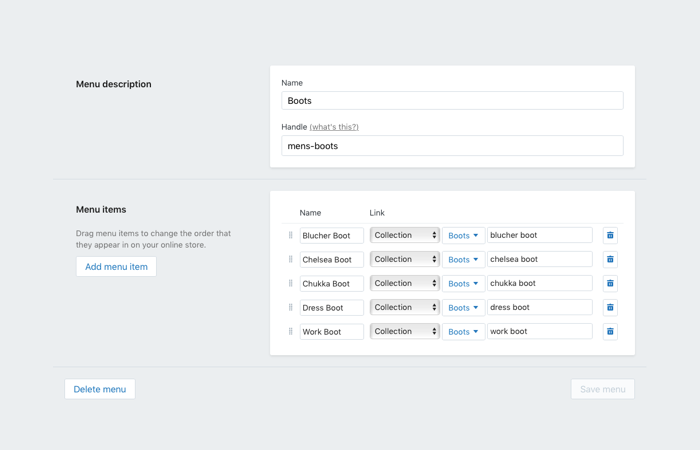 Menu description
Name
Boots
Handle (what's this?)
mens-boots
Menu items
Drag menu items to change the order that
they appear in on your online store.
Add menu item
Name Link
Blucher Boot Collection Boots blucher boot
Chelsea Boot Collection Boots chelsea boot
Chukka Boot Collection Boots chukka boot
Dress Boot Collection Boots dress boot
Work Boot Collection Boots work boot
Delete menu Save menu